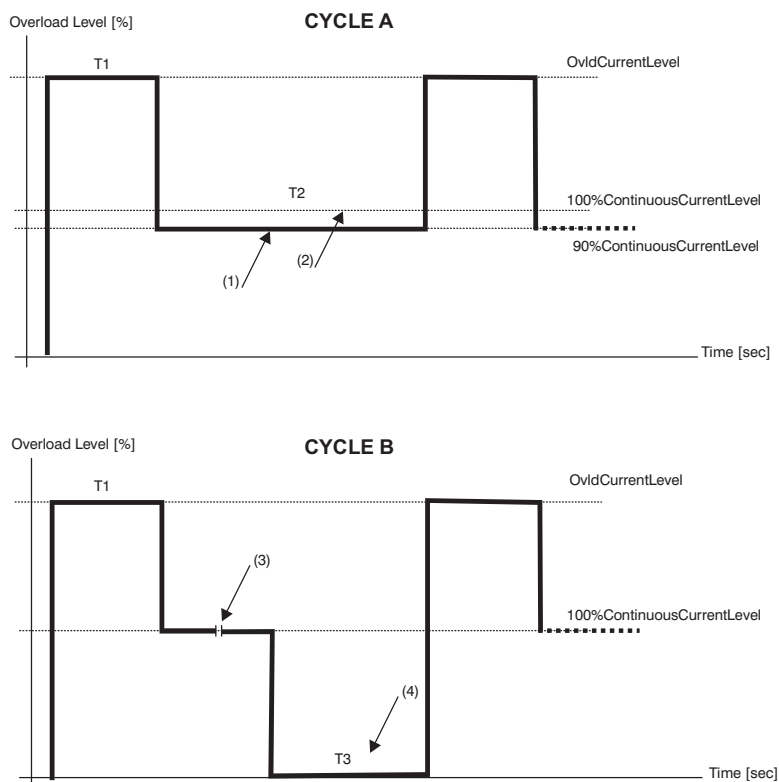 CYCLE A
Overload Level [%]
T1
OvldCurrentLevel
T2
100%ContinuousCurrentLevel
90%ContinuousCurrentLevel
(1)
(2)
Time [sec]
CYCLE B
Overload Level [%]
T1
OvldCurrentLevel
(3)
100%ContinuousCurrentLevel
(4)
T3
Time [sec]